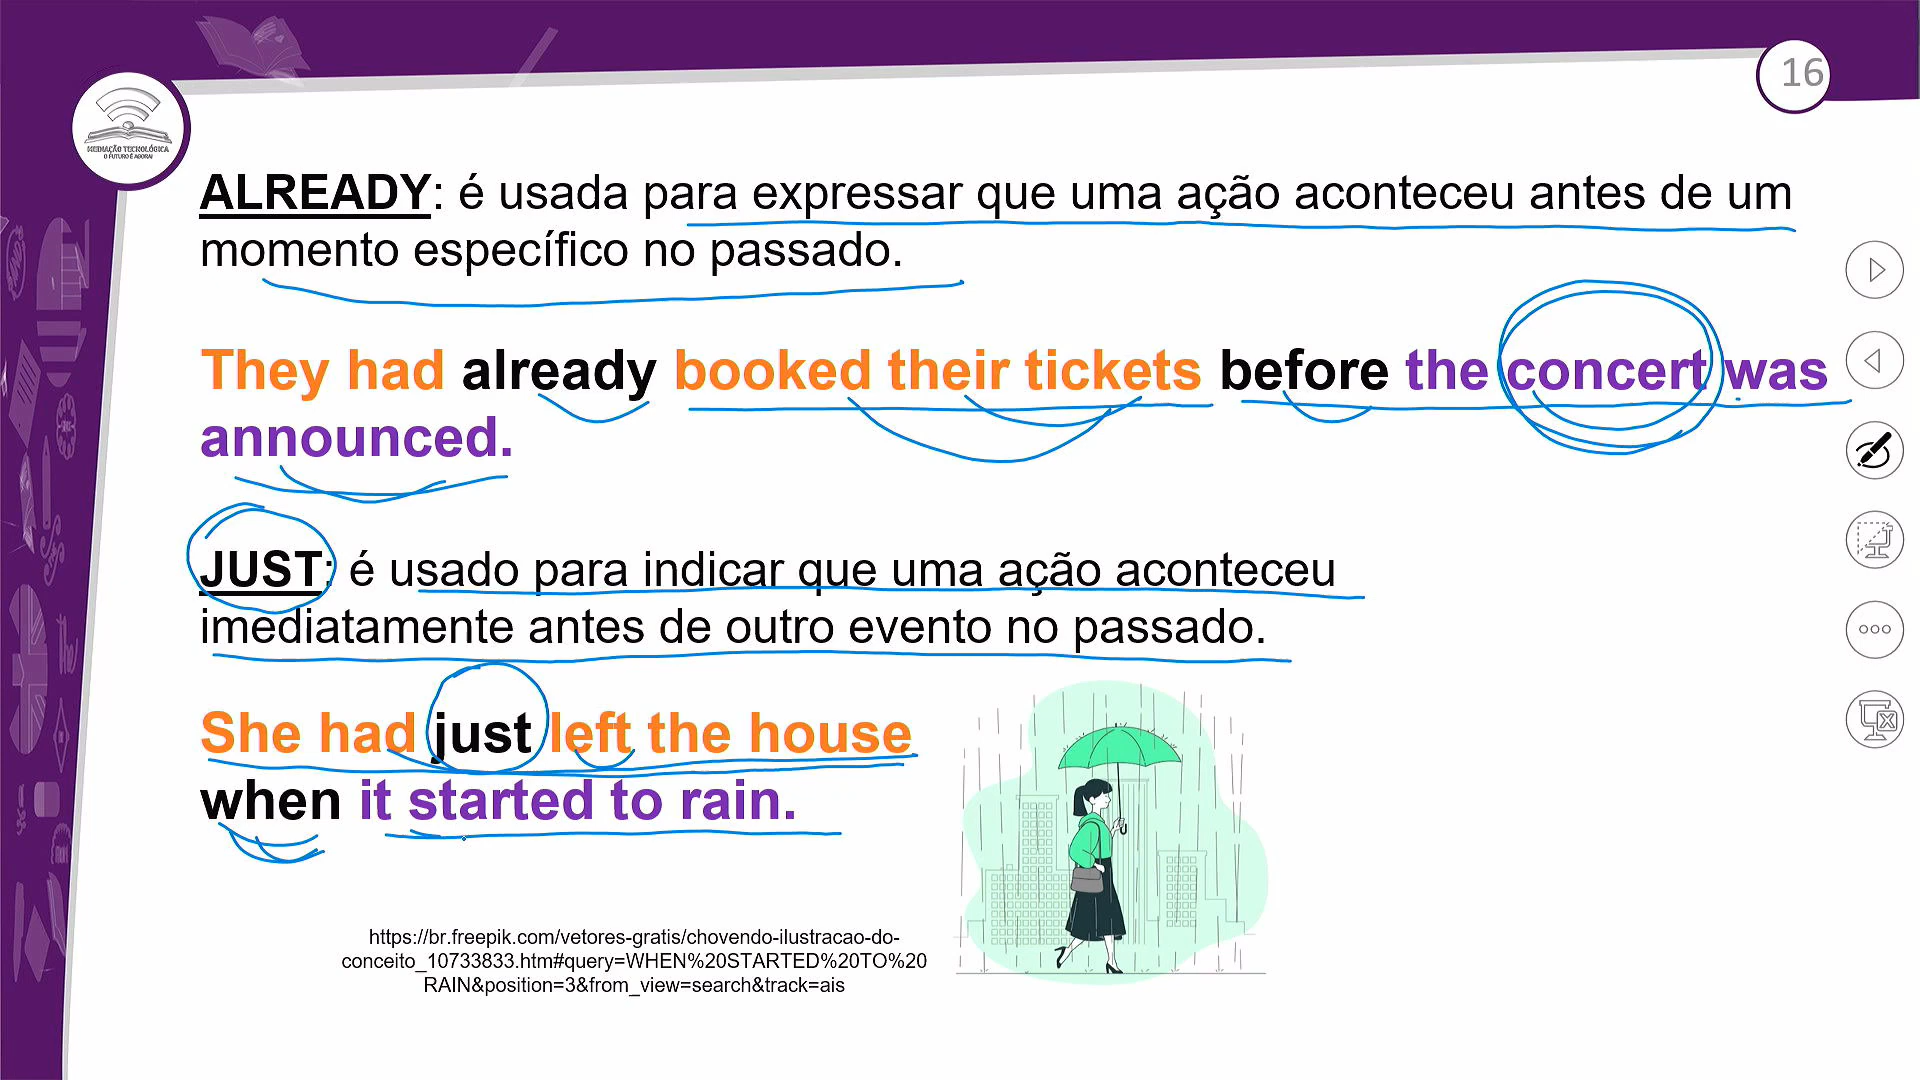 16
MEDIAÇÃO TECNOLÓGICA
O FUTURO É AGORA!
ALREADY: é usada para expressar que uma ação aconteceu antes de um
momento específico no passado.
They had already booked their tickets before the concert was
announced.
JUST: é usado para indicar que uma ação aconteceu
imediatamente antes de outro evento no passado.
She had just left the house
when it started to rain.
https://br.freepik.com/vetores-gratis/chovendo-ilustracao-do-
conceito_10733833.htm#query=WHEN%20STARTED%20TO%20
RAIN&position=3&from_view=search&track=ais